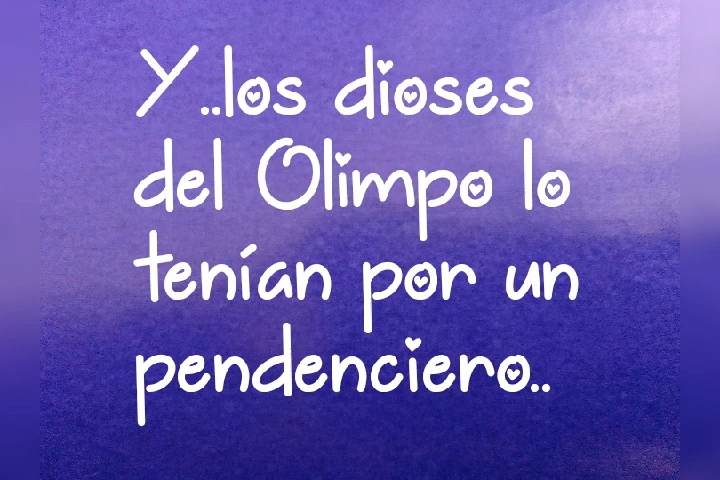 Y..los dioses
del Olimpo lo
tenían por un
pendenciero..